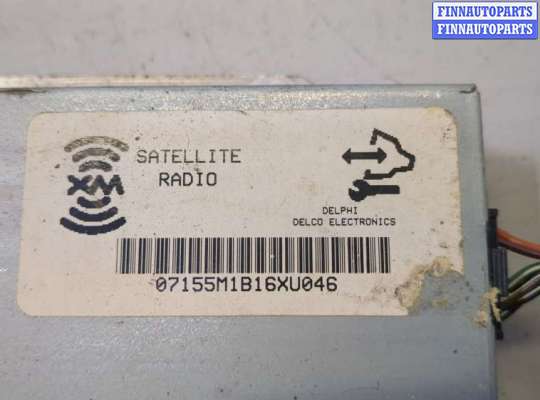 FINNAUTOPARTS
FINNAUTOPARTS
XM
SATELLITE
RADIO
DELPHI
DELCO ELECTRONICS
07155M1B16XU046